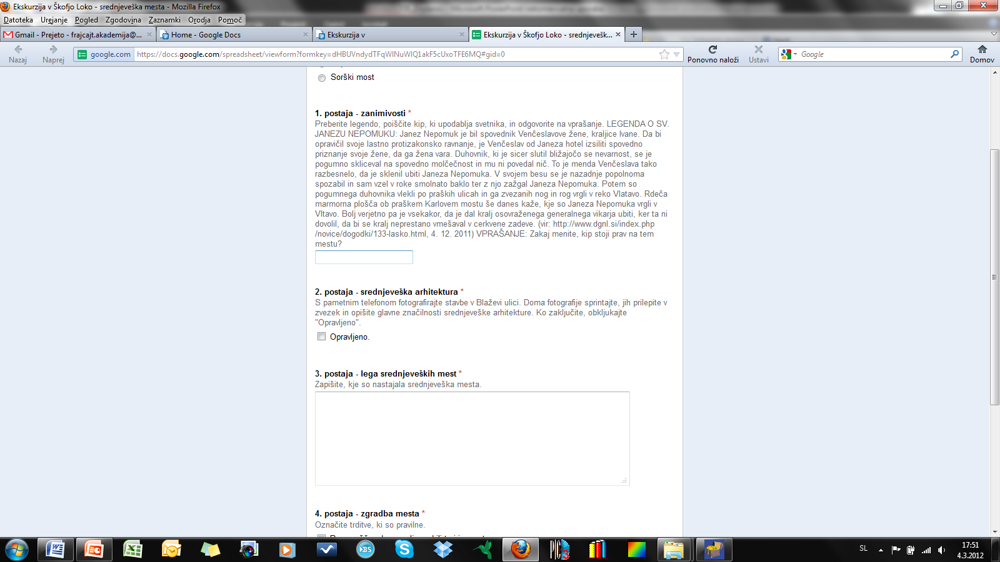 Ekskurzija v Škofjo Loko - srednjeveška mesta - Mozilla Firefox
Datoteka Urejanje Pogled Zgodovina Zaznamki Orodja Pomoč
Gmail - Prejeto - frajcajt.akademija@... Home - Google Docs Ekskurzija v Ekskurzija v Škofjo Loko - srednjevešk...
Nazaj Naprej google.com https://docs.google.com/spreadsheet/viewform?formkey=dHBUVndydTFqWlNuWlQ1akF5cUxoTFE6MQ#gid=0 Ponovno naloži Ustavi Google Domov
Sorški most
1. postaja - zanimivosti *
Preberite legendo, poiščite kip, ki upodablja svetnika, in odgovorite na vprašanje. LEGENDA O SV.
JANEZU NEPOMUKU: Janez Nepomuk je bil spovednik Venčeslavove žene, kraljice Ivane. Da bi
opravičil svoje lastno protizakonsko ravnanje, je Venčeslav od Janeza hotel izsiliti spovedno
priznanje svoje žene, da ga žena vara. Duhovnik, ki je sicer slutil bližajočo se nevarnost, se je
pogumno skliceval na spovedno molčečnost in mu ni povedal nič. To je menda Venčeslava tako
razbesnelo, da je sklenil ubiti Janeza Nepomuka. V svojem besu se je nazadnje popolnoma
spozabil in sam vzel v roke smolnato baklo ter z njo zažgal Janeza Nepomuka. Potem so
pogumnega duhovnika vlekli po praških ulicah in ga zvezanih nog in rog vrgli v reko Vlatavo. Rdeča
marmorna plošča ob praškem Karlovem mostu še danes kaže, kje so Janeza Nepomuka vrgli v
Vltavo. Bolj verjetno pa je vsekakor, da je dal kralj osovraženega generalnega vikarja ubiti, ker ta ni
dovolil, da bi se kralj neprestano vmešaval v cerkvene zadeve. (vir: http://www.dgnl.si/index.php
/novice/dogodki/133-lasko.html, 4. 12. 2011) VPRAŠANJE: Zakaj menite, kip stoji prav na tem
mestu?
2. postaja - srednjeveška arhitektura *
S pametnim telefonom fotografirajte stavbe v Blaževi ulici. Doma fotografije sprintajte, jih prilepite v
zvezek in opišite glavne značilnosti srednjeveške arhitekture. Ko zaključite, obkljukajte
"Opravljeno".
Opravljeno.
3. postaja - lega srednjeveških mest *
Zapišite, kje so nastajala srednjeveška mesta.
4. postaja - zgradba mesta *
Označite trditve, ki so pravilne.
SL 17:51
4.3.2012